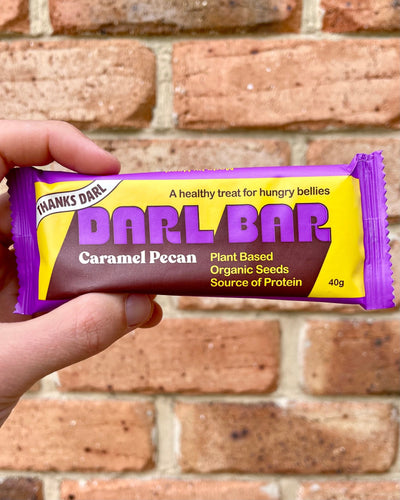 THANKS DARL
A healthy treat for hungry bellies
DARL BAR
Caramel Pecan
Plant Based
Organic Seeds
Source of Protein
40g